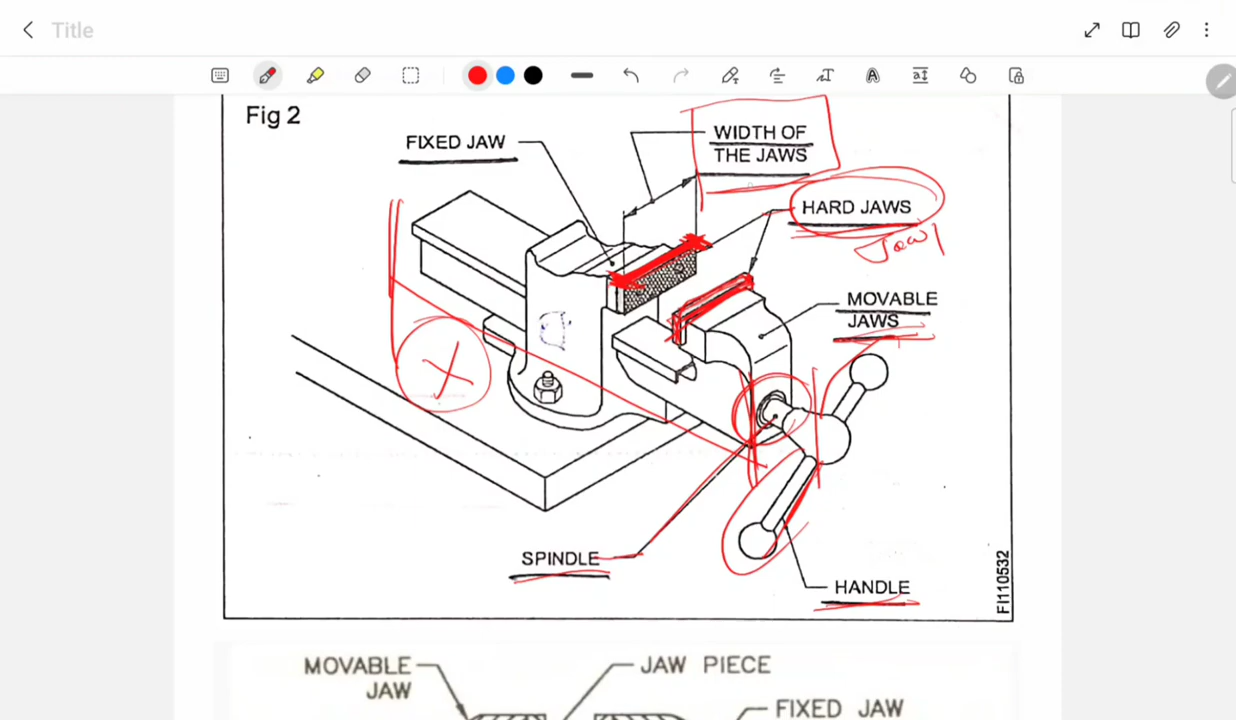 Title
Fig 2
FIXED JAW
WIDTH OF
THE JAWS
HARD JAWS
Jaw
MOVABLE
JAWS
SPINDLE
HANDLE
FI110532
MOVABLE
JAW
JAW PIECE
FIXED JAW